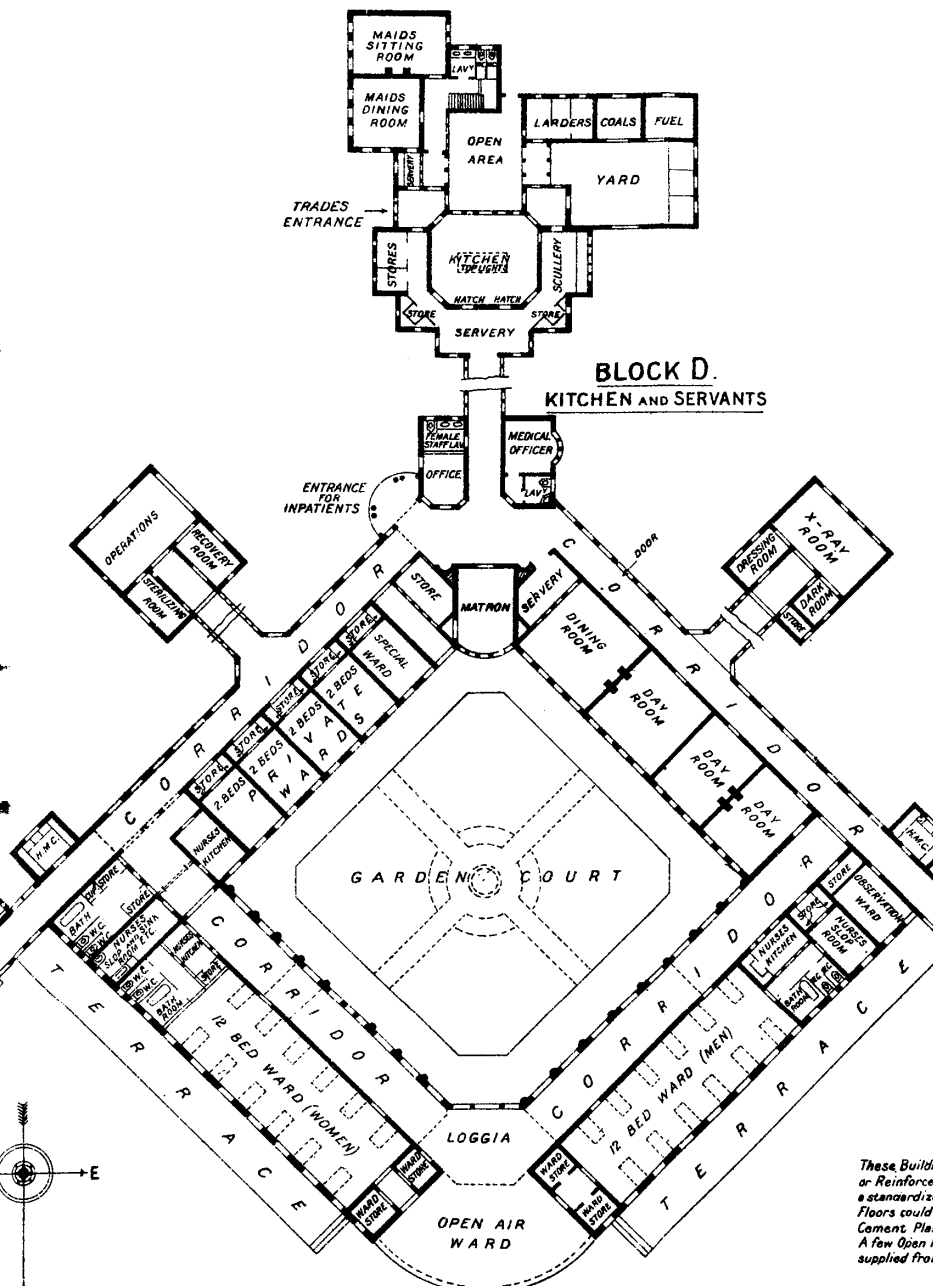 MAIDS
SITTING
ROOM
LAVY
MAIDS
DINING
ROOM
SERVERY
OPEN
AREA
LARDERS
COALS
FUEL
YARD
TRADES
ENTRANCE
STORES
KITCHEN
TOP LIGHTS
HATCH HATCH
SCULLERY
STORE
STORE
SERVERY
BLOCK D.
KITCHEN AND SERVANTS
FEMALE
STAFF LAV
OFFICE
MEDICAL
OFFICER
LAVY
ENTRANCE
FOR
INPATIENTS
OPERATIONS
RECOVERY
ROOM
STERILIZING
ROOM
X-RAY
ROOM
DRESSING
ROOM
DARK
ROOM
STORE
DOOR
CORRIDOR
CORRIDOR
STORE
MATRON
SERVERY
DINING
ROOM
DAY
ROOM
DAY
ROOM
DAY
ROOM
SPECIAL
WARD
STORE
STORE
STORE
STORE
STORE
2 BEDS
2 BEDS
2 BEDS
2 BEDS
PRIVATE
WARDS
NURSES
KITCHEN
H.M.C.
H.M.C.
GARDEN COURT
STORE
BATH
W.C.
STORE
NURSES
SLOP AND SINK
ROOM ETC.
W.C.
W.C.
BATH
ROOM
NURSES
KITCHEN
STORE
CORRIDOR
CORRIDOR
STORE
OBSERVATION
WARD
STORE
NURSES
SLOP
ROOM
NURSES
KITCHEN
BATH
ROOM
W.C.
W.C.
12 BED WARD (WOMEN)
12 BED WARD (MEN)
TERRACE
TERRACE
LOGGIA
WARD
STORE
WARD
STORE
WARD
STORE
WARD
STORE
OPEN AIR
WARD
E
These Build
or Reinforce
a standardiz
Floors could
Cement Pla
A few Open
supplied fro